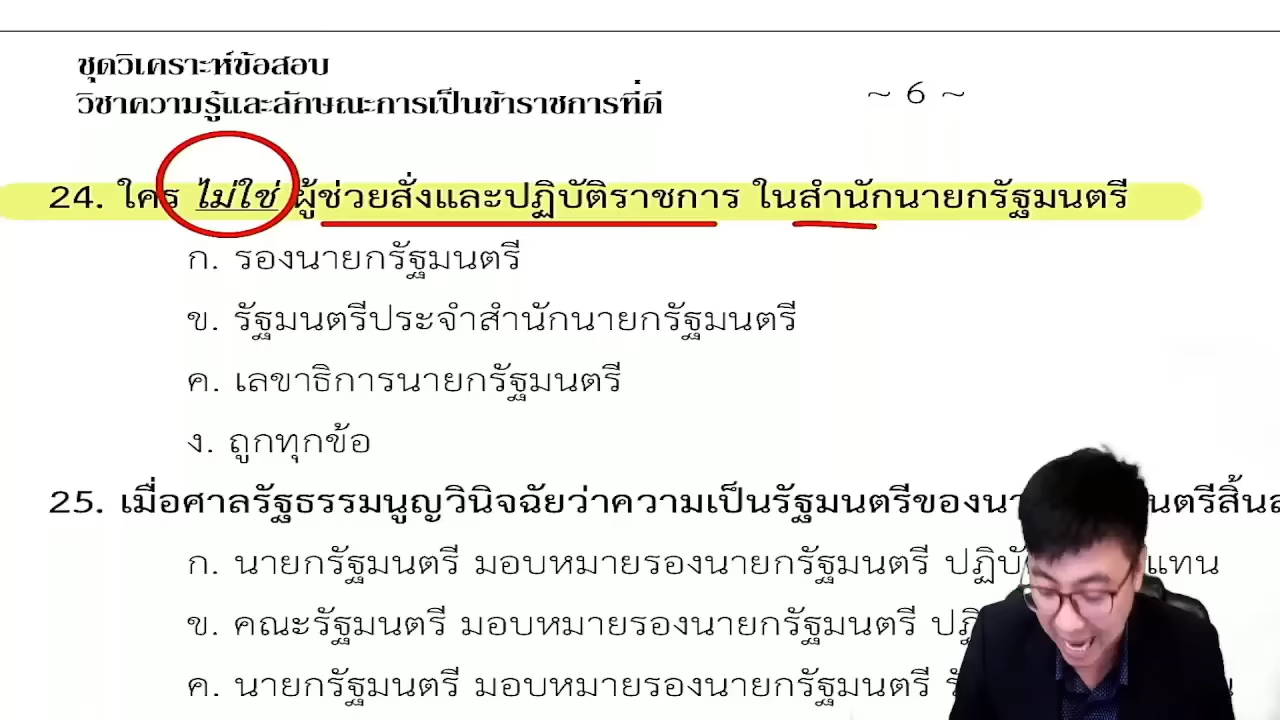 ชุดวิเคราะห์ข้อสอบ
วิชาความรู้และลักษณะการเป็นข้าราชการที่ดี
~ 6 ~
24. ใคร ไม่ใช่ ผู้ช่วยสั่งและปฏิบัติราชการ ในสำนักนายกรัฐมนตรี
ก. รองนายกรัฐมนตรี
ข. รัฐมนตรีประจำสำนักนายกรัฐมนตรี
ค. เลขาธิการนายกรัฐมนตรี
ง. ถูกทุกข้อ
25. เมื่อศาลรัฐธรรมนูญวินิจฉัยว่าความเป็นรัฐมนตรีของ
ก. นายกรัฐมนตรี มอบหมายรองนายกรัฐมนตรี แทน
ข. คณะรัฐมนตรี มอบหมายรองนายกรัฐมนตรี
ค. นายกรัฐมนตรี มอบหมายรองนายกรัฐมนตรี